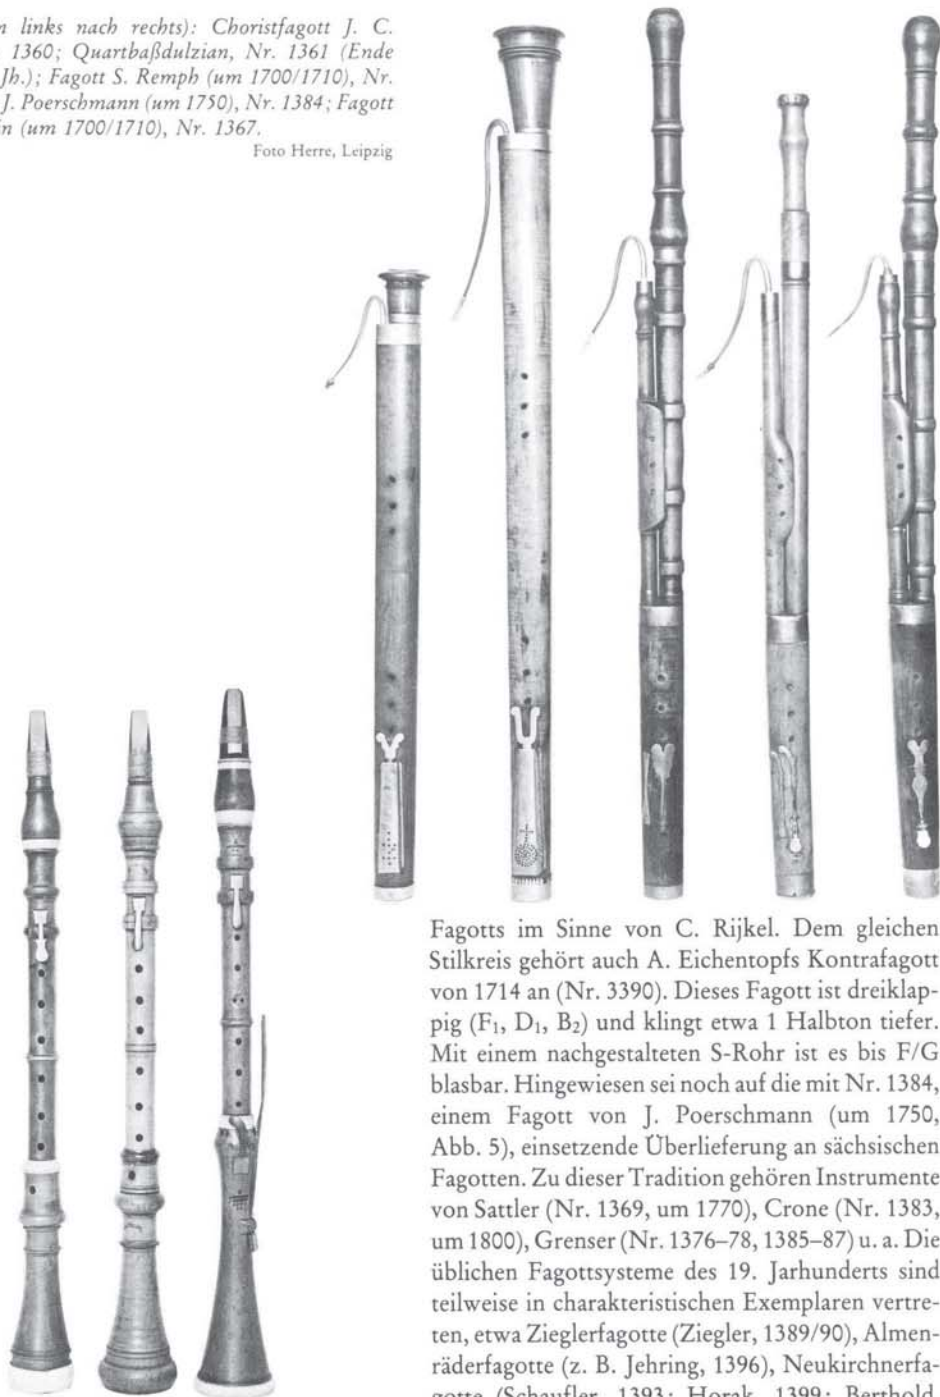 links nach rechts): Choristfagott J. C.
1360; Quartbaßdulzian, Nr. 1361 (Ende
Jh.); Fagott S. Remph (um 1700/1710), Nr.
J. Poerschmann (um 1750), Nr. 1384; Fagott
(um 1700/1710), Nr. 1367.
Foto Herre, Leipzig
Fagotts im Sinne von C. Rijkel. Dem gleichen
Stilkreis gehört auch A. Eichentopfs Kontrafagott
von 1714 an (Nr. 3390). Dieses Fagott ist dreiklap-
pig (F₁, D₁, B₂) und klingt etwa 1 Halbton tiefer.
Mit einem nachgestalteten S-Rohr ist es bis F/G
blasbar. Hingewiesen sei noch auf die mit Nr. 1384,
einem Fagott von J. Poerschmann (um 1750,
Abb. 5), einsetzende Überlieferung an sächsischen
Fagotten. Zu dieser Tradition gehören Instrumente
von Sattler (Nr. 1369, um 1770), Crone (Nr. 1383,
um 1800), Grenser (Nr. 1376–78, 1385–87) u. a. Die
üblichen Fagottsysteme des 19. Jarhunderts sind
teilweise in charakteristischen Exemplaren vertre-
ten, etwa Zieglerfagotte (Ziegler, 1389/90), Almen-
räderfagotte (z. B. Jehring, 1396), Neukirchnerfa-
gotte (Schaufler, 1393; Horak, 1399; Berthold,